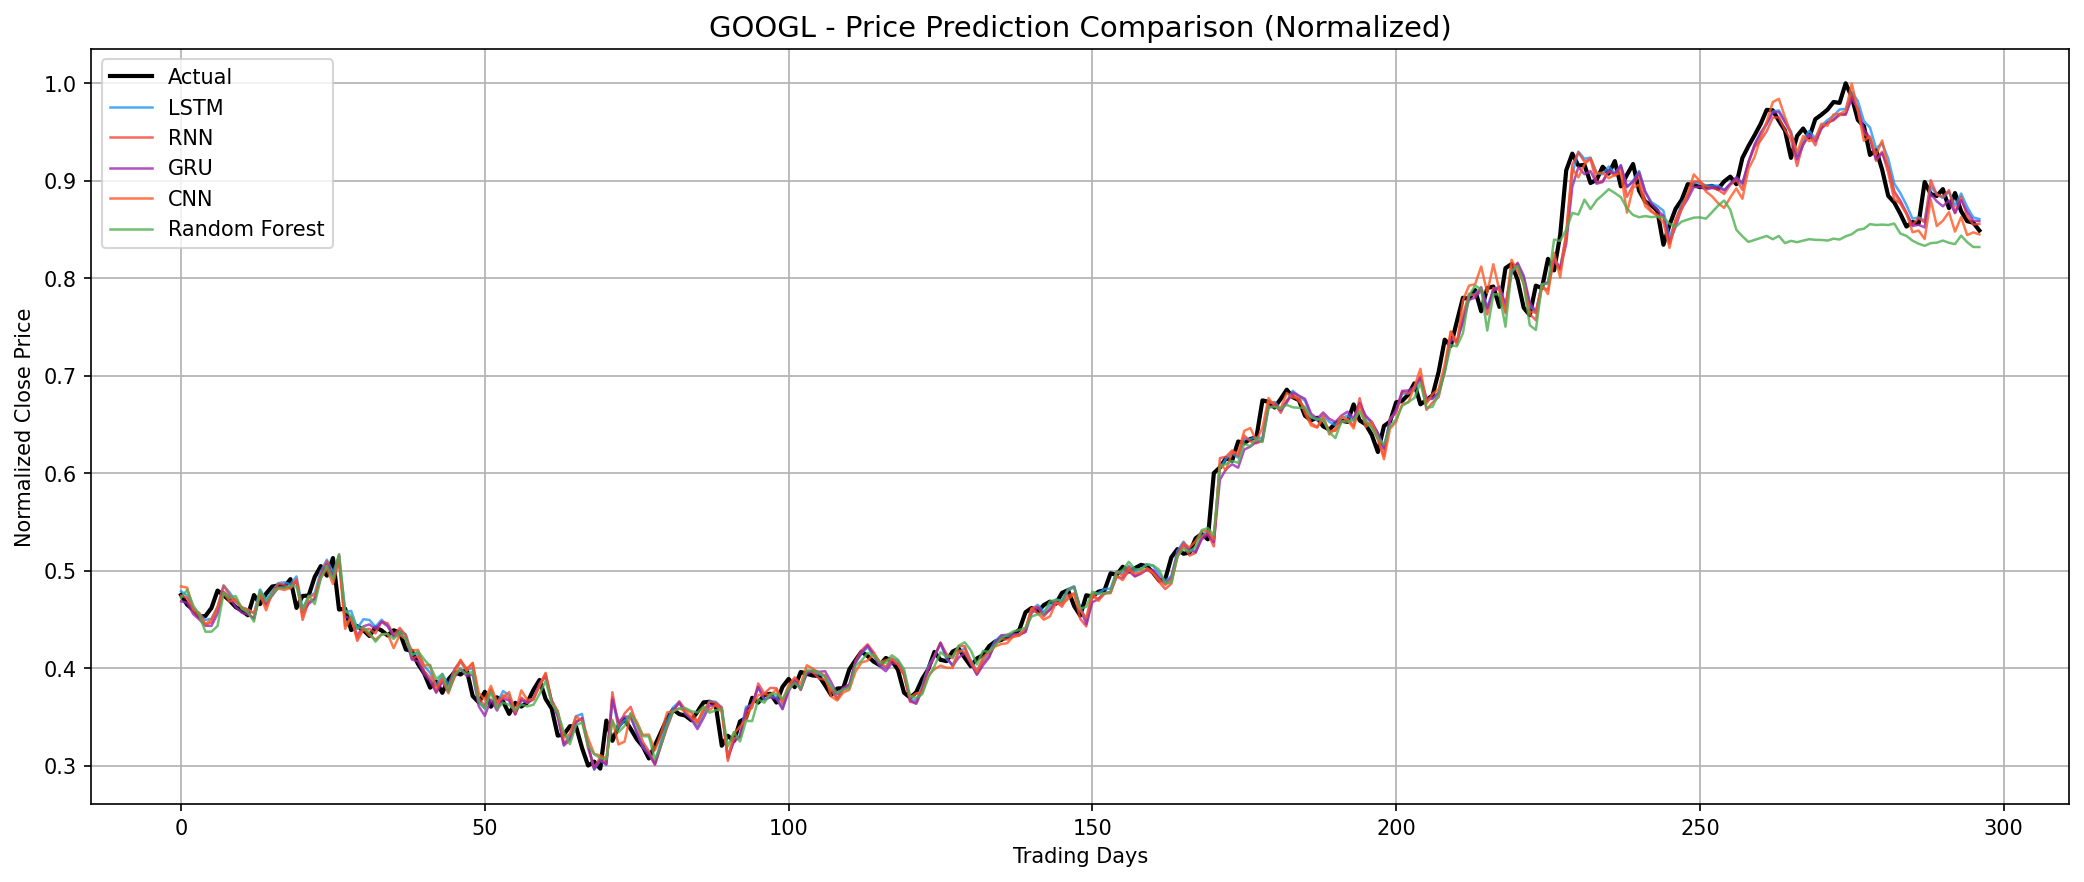 GOOGL - Price Prediction Comparison (Normalized)
Actual
LSTM
RNN
GRU
CNN
Random Forest
Normalized Close Price
1.0
0.9
0.8
0.7
0.6
0.5
0.4
0.3
0
50
100
150
200
250
300
Trading Days